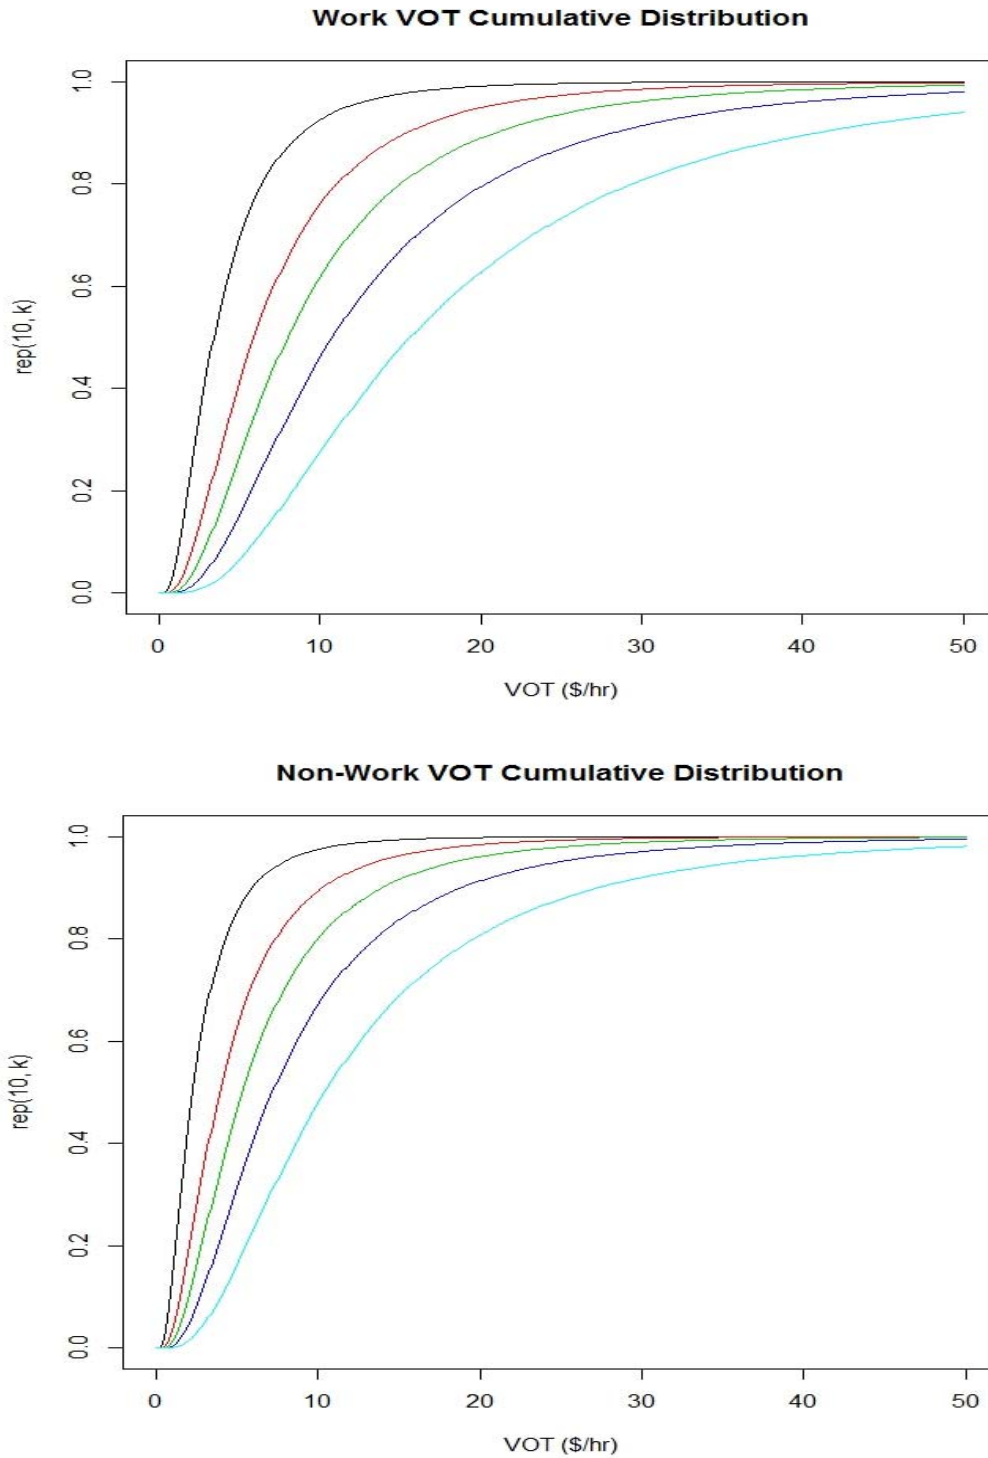 Work VOT Cumulative Distribution
1.0
0.8
0.6
0.4
0.2
0.0
rep(10, k)
0 10 20 30 40 50
VOT ($/hr)
Non-Work VOT Cumulative Distribution
1.0
0.8
0.6
0.4
0.2
0.0
rep(10, k)
0 10 20 30 40 50
VOT ($/hr)